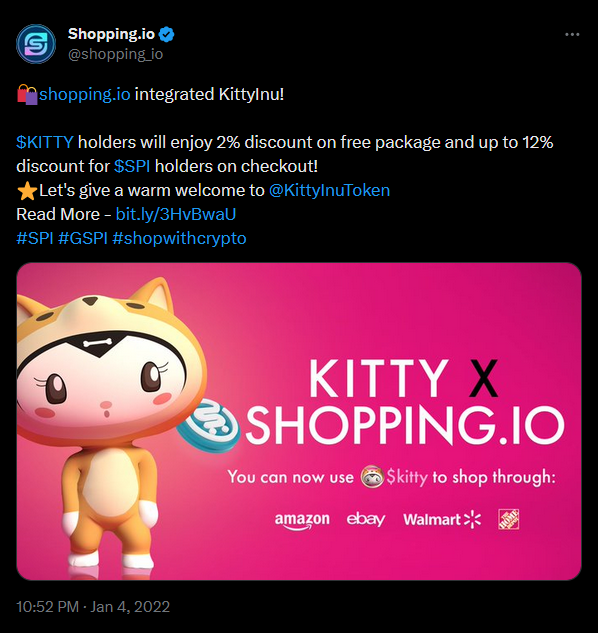 Shopping.io
@shopping_io
🛍️shopping.io integrated KittyInu!
$KITTY holders will enjoy 2% discount on free package and up to 12%
discount for $SPI holders on checkout!
⭐Let's give a warm welcome to @KittyInuToken
Read More - bit.ly/3HvBwaU
#SPI #GSPI #shopwithcrypto
KITTY X
SHOPPING.IO
You can now use $kitty to shop through:
amazon ebay Walmart THE HOME DEPOT
10:52 PM · Jan 4, 2022